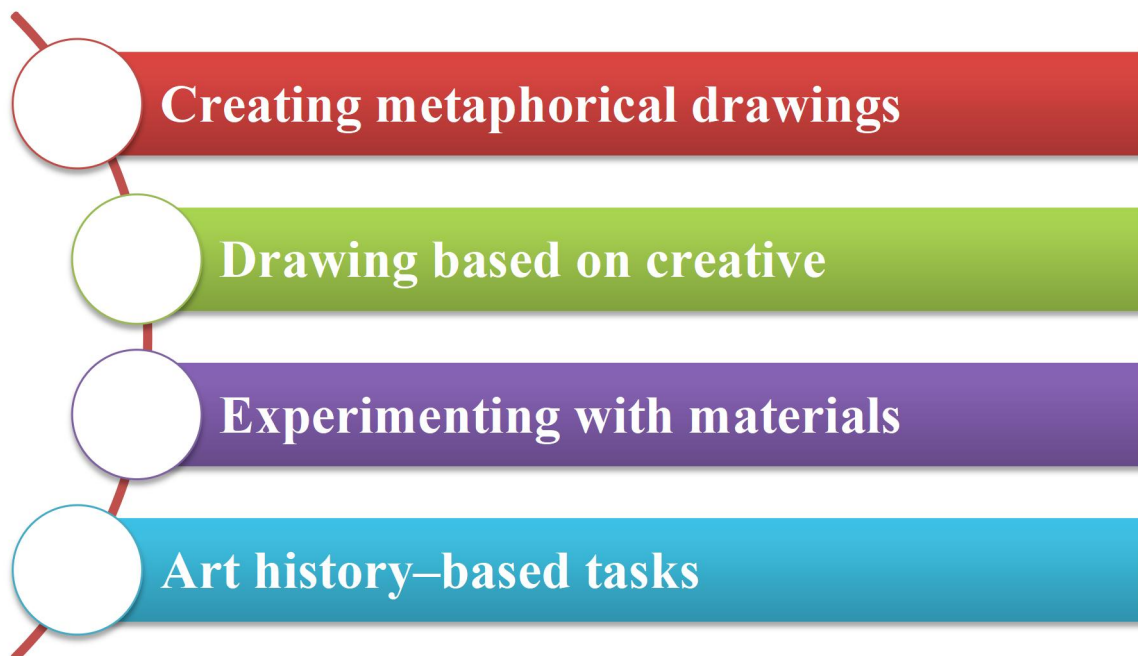 Creating metaphorical drawings
Drawing based on creative
Experimenting with materials
Art history–based tasks